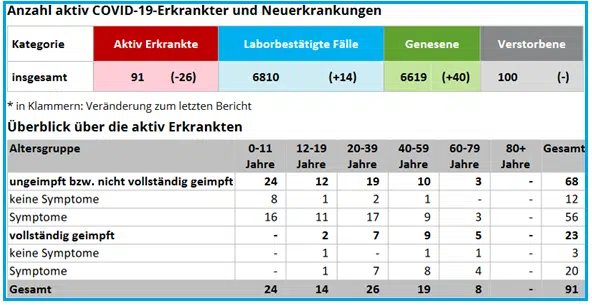 Anzahl aktiv COVID-19-Erkrankter und Neuerkrankungen
Kategorie Aktiv Erkrankte Laborbestätigte Fälle Genesene Verstorbene
insgesamt 91 (-26) 6810 (+14) 6619 (+40) 100 (-)
* in Klammern: Veränderung zum letzten Bericht
Überblick über die aktiv Erkrankten
Altersgruppe 0-11 12-19 20-39 40-59 60-79 80+ Gesamt
Jahre Jahre Jahre Jahre Jahre Jahre
ungeimpft bzw. nicht vollständig geimpft 24 12 19 10 3 - 68
keine Symptome 8 1 2 1 - - 12
Symptome 16 11 17 9 3 - 56
vollständig geimpft - 2 7 9 5 - 23
keine Symptome - 1 - 1 1 - 3
Symptome - 1 7 8 4 - 20
Gesamt 24 14 26 19 8 - 91